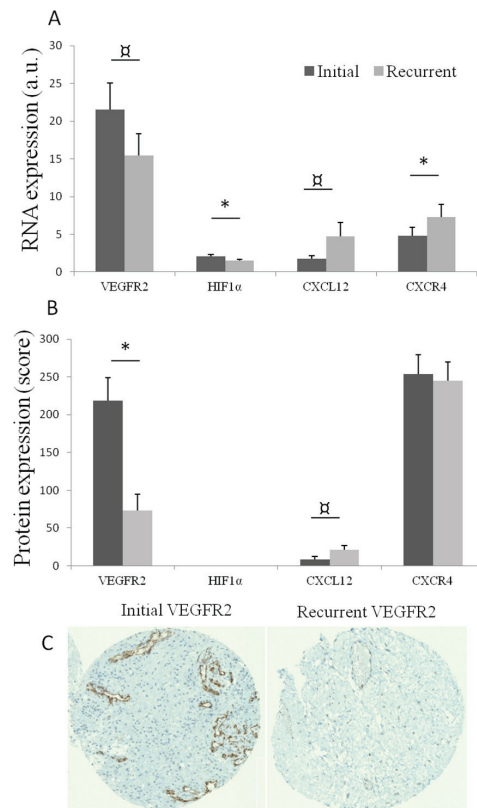 A
RNA expression (a.u.)
30
25
20
15
10
5
0
¤
*
¤
*
Initial
Recurrent
VEGFR2
HIF1α
CXCL12
CXCR4
B
Protein expression (score)
300
250
200
150
100
50
0
*
¤
VEGFR2
HIF1α
CXCL12
CXCR4
Initial VEGFR2
Recurrent VEGFR2
C